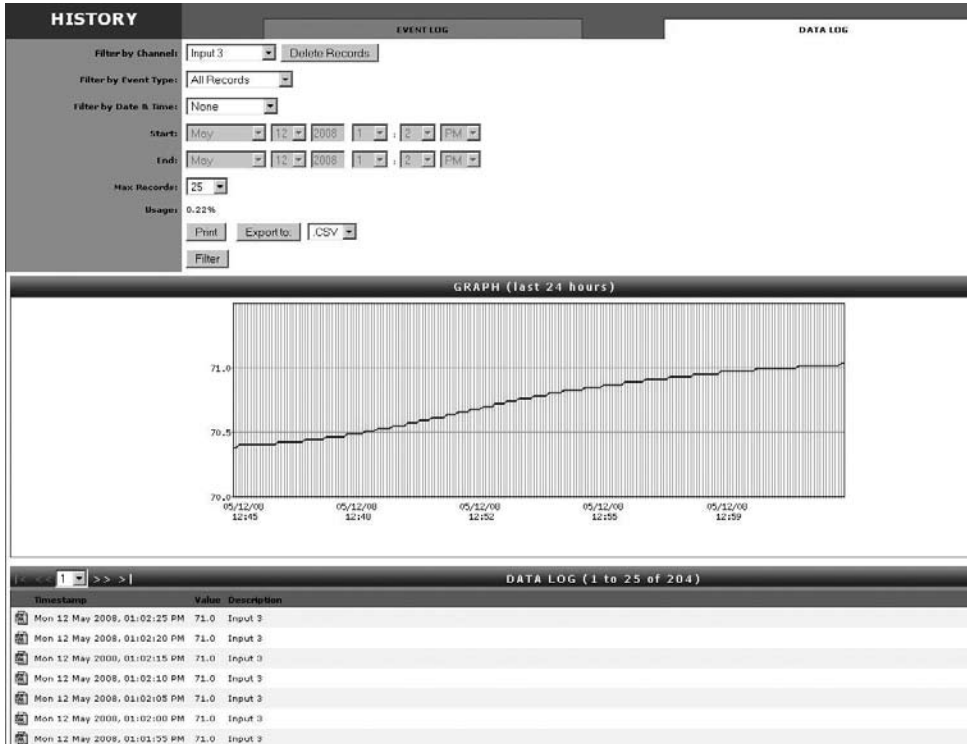 HISTORY
EVENT LOG
DATA LOG
Filter by Channel: Input 3 Delete Records
Filter by Event Type: All Records
Filter by Date & Time: None
Start: May 12 2008 1 : 2 PM
End: May 12 2008 1 : 2 PM
Max Records: 25
Usage: 0.22%
Print Export to: .CSV
Filter
GRAPH (last 24 hours)
71.0
70.5
70.0
05/12/08 05/12/08 05/12/08 05/12/08 05/12/08
12:45 12:48 12:52 12:55 12:59
|< << 1 >> >| DATA LOG (1 to 25 of 204)
Timestamp Value Description
Mon 12 May 2008, 01:02:25 PM 71.0 Input 3
Mon 12 May 2008, 01:02:20 PM 71.0 Input 3
Mon 12 May 2008, 01:02:15 PM 71.0 Input 3
Mon 12 May 2008, 01:02:10 PM 71.0 Input 3
Mon 12 May 2008, 01:02:05 PM 71.0 Input 3
Mon 12 May 2008, 01:02:00 PM 71.0 Input 3
Mon 12 May 2008, 01:01:55 PM 71.0 Input 3